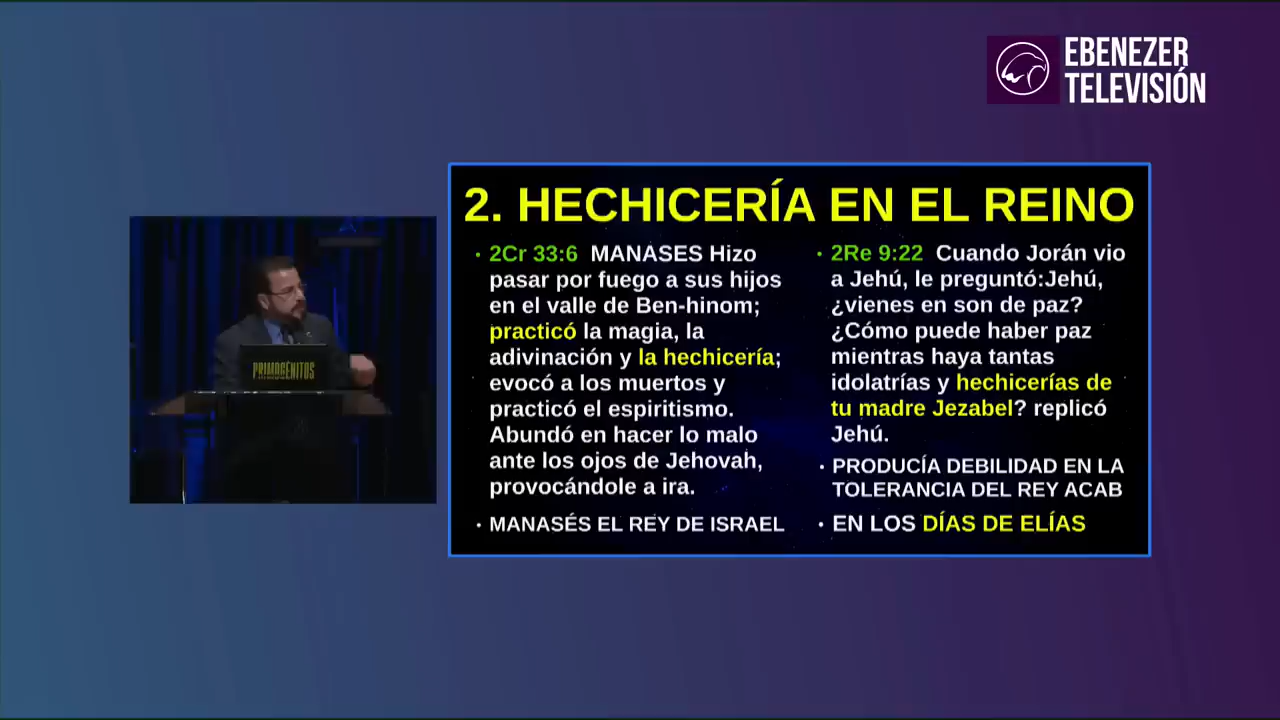 EBENEZER
TELEVISIÓN
2. HECHICERÍA EN EL REINO
• 2Cr 33:6 MANASES Hizo
pasar por fuego a sus hijos
en el valle de Ben-hinom;
practicó la magia, la
adivinación y la hechicería;
evocó a los muertos y
practicó el espiritismo.
Abundó en hacer lo malo
ante los ojos de Jehovah,
provocándole a ira.
• MANASÉS EL REY DE ISRAEL
• 2Re 9:22 Cuando Jorán vio
a Jehú, le preguntó:Jehú,
¿vienes en son de paz?
¿Cómo puede haber paz
mientras haya tantas
idolatrías y hechicerías de
tu madre Jezabel? replicó
Jehú.
• PRODUCÍA DEBILIDAD EN LA
TOLERANCIA DEL REY ACAB
• EN LOS DÍAS DE ELÍAS
PRIMOGÉNITOS